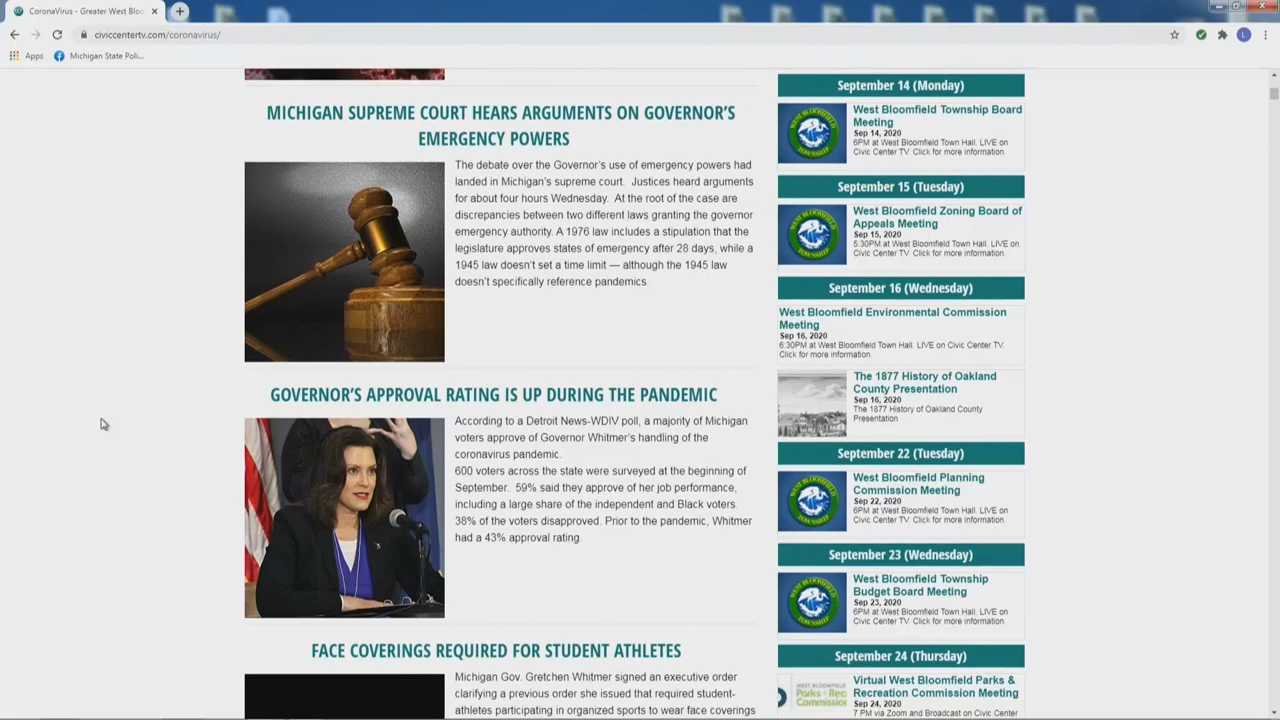 CoronaVirus - Greater West Bloo
civiccentertv.com/coronavirus/
L
Apps
Michigan State Poli...
MICHIGAN SUPREME COURT HEARS ARGUMENTS ON GOVERNOR'S
EMERGENCY POWERS
The debate over the Governor's use of emergency powers had
landed in Michigan's supreme court. Justices heard arguments
for about four hours Wednesday. At the root of the case are
discrepancies between two different laws granting the governor
emergency authority. A 1976 law includes a stipulation that the
legislature approves states of emergency after 28 days, while a
1945 law doesn't set a time limit — although the 1945 law
doesn't specifically reference pandemics.
GOVERNOR'S APPROVAL RATING IS UP DURING THE PANDEMIC
According to a Detroit News-WDIV poll, a majority of Michigan
voters approve of Governor Whitmer's handling of the
coronavirus pandemic.
600 voters across the state were surveyed at the beginning of
September. 59% said they approve of her job performance,
including a large share of the independent and Black voters.
38% of the voters disapproved. Prior to the pandemic, Whitmer
had a 43% approval rating.
FACE COVERINGS REQUIRED FOR STUDENT ATHLETES
Michigan Gov. Gretchen Whitmer signed an executive order
clarifying a previous order she issued that required student-
athletes participating in organized sports to wear face coverings
September 14 (Monday)
WEST BLOOMFIELD
TOWNSHIP
West Bloomfield Township Board
Meeting
Sep 14, 2020
6PM at West Bloomfield Town Hall. LIVE on
Civic Center TV. Click for more information.
September 15 (Tuesday)
WEST BLOOMFIELD
TOWNSHIP
West Bloomfield Zoning Board of
Appeals Meeting
Sep 15, 2020
5:30PM at West Bloomfield Town Hall. LIVE on
Civic Center TV. Click for more information.
September 16 (Wednesday)
West Bloomfield Environmental Commission
Meeting
Sep 16, 2020
6:30PM at West Bloomfield Town Hall. LIVE on Civic Center TV.
Click for more information.
The 1877 History of Oakland
County Presentation
Sep 16, 2020
The 1877 History of Oakland County
Presentation
September 22 (Tuesday)
WEST BLOOMFIELD
TOWNSHIP
West Bloomfield Planning
Commission Meeting
Sep 22, 2020
6PM at West Bloomfield Town Hall. LIVE on
Civic Center TV. Click for more information.
September 23 (Wednesday)
WEST BLOOMFIELD
TOWNSHIP
West Bloomfield Township
Budget Board Meeting
Sep 23, 2020
6PM at West Bloomfield Town Hall. LIVE on
Civic Center TV. Click for more information.
September 24 (Thursday)
WEST BLOOMFIELD
Parks & Rec
Commissio
Virtual West Bloomfield Parks &
Recreation Commission Meeting
Sep 24, 2020
7 PM via Zoom and Broadcast on Civic Center